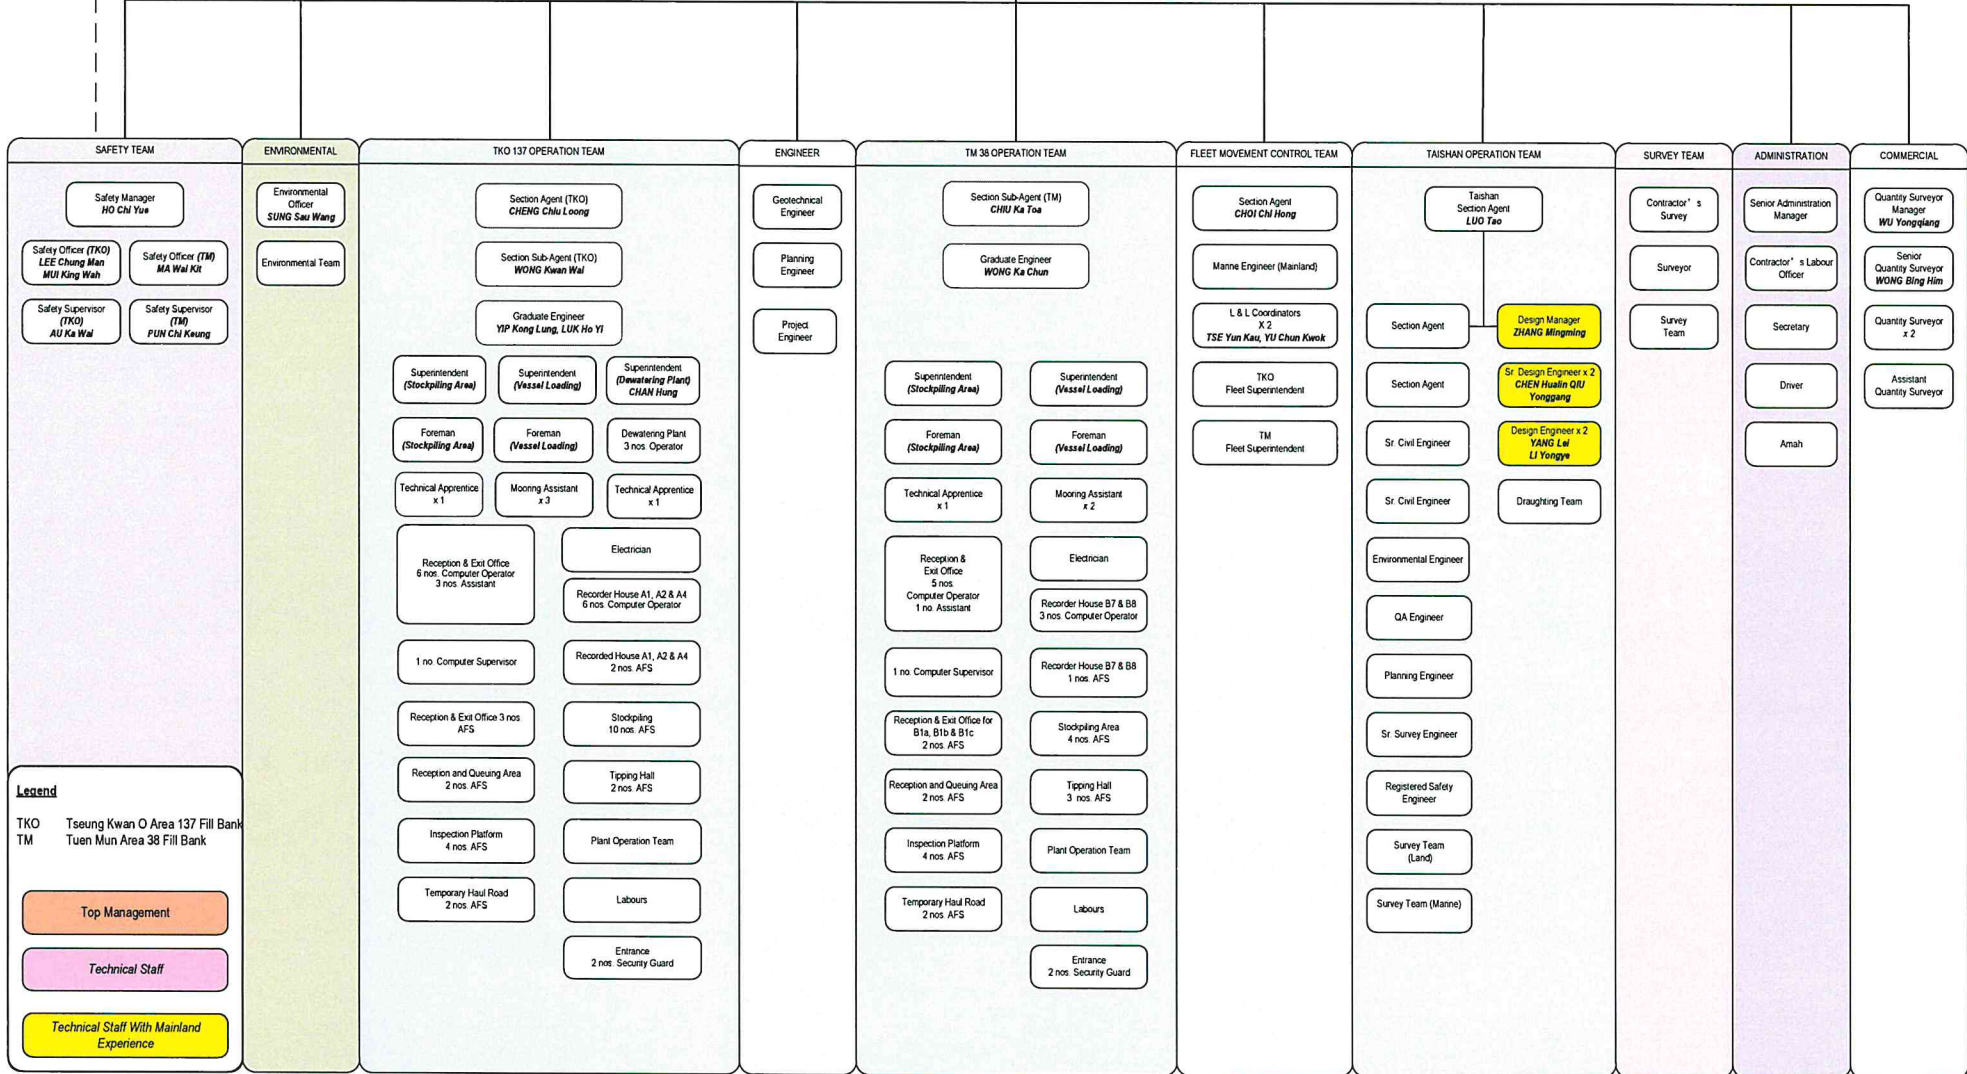 SAFETY TEAM
Safety Manager
HO Chi Yue
Safety Officer (TKO)
LEE Chung Man
MUI King Wah
Safety Officer (TM)
MA Wai Kit
Safety Supervisor
(TKO)
AU Ka Wai
Safety Supervisor
(TM)
PUN Chi Keung
Legend
TKO Tseung Kwan O Area 137 Fill Bank
TM Tuen Mun Area 38 Fill Bank
Top Management
Technical Staff
Technical Staff With Mainland
Experience
ENVIRONMENTAL
Environmental
Officer
SUNG Sau Wang
Environmental Team
TKO 137 OPERATION TEAM
Section Agent (TKO)
CHENG Chiu Loong
Section Sub-Agent (TKO)
WONG Kwan Wai
Graduate Engineer
YIP Kong Lung, LUK Ho Yi
Superintendent
(Stockpiling Area)
Superintendent
(Vessel Loading)
Superintendent
(Dewatering Plant)
CHAN Hung
Foreman
(Stockpiling Area)
Foreman
(Vessel Loading)
Dewatering Plant
3 nos. Operator
Technical Apprentice
x 1
Mooring Assistant
x 3
Technical Apprentice
x 1
Reception & Exit Office
6 nos. Computer Operator
3 nos. Assistant
Electrician
Recorder House A1, A2 & A4
6 nos. Computer Operator
1 no. Computer Supervisor
Recorded House A1, A2 & A4
2 nos. AFS
Reception & Exit Office 3 nos
AFS
Stockpiling
10 nos. AFS
Reception and Queuing Area
2 nos. AFS
Tipping Hall
2 nos. AFS
Inspection Platform
4 nos. AFS
Plant Operation Team
Temporary Haul Road
2 nos. AFS
Labours
Entrance
2 nos. Security Guard
ENGINEER
Geotechnical
Engineer
Planning
Engineer
Project
Engineer
TM 38 OPERATION TEAM
Section Sub-Agent (TM)
CHIU Ka Toa
Graduate Engineer
WONG Ka Chun
Superintendent
(Stockpiling Area)
Superintendent
(Vessel Loading)
Foreman
(Stockpiling Area)
Foreman
(Vessel Loading)
Technical Apprentice
x 1
Mooring Assistant
x 2
Reception &
Exit Office
5 nos.
Computer Operator
1 no. Assistant
Electrician
Recorder House B7 & B8
3 nos. Computer Operator
1 no. Computer Supervisor
Recorder House B7 & B8
1 nos. AFS
Reception & Exit Office for
B1a, B1b & B1c
2 nos. AFS
Stockpiling Area
4 nos. AFS
Reception and Queuing Area
2 nos. AFS
Tipping Hall
3 nos. AFS
Inspection Platform
4 nos. AFS
Plant Operation Team
Temporary Haul Road
2 nos. AFS
Labours
Entrance
2 nos. Security Guard
FLEET MOVEMENT CONTROL TEAM
Section Agent
CHOI Chi Hong
Marine Engineer (Mainland)
L & L Coordinators
X 2
TSE Yun Kau, YU Chun Kwok
TKO
Fleet Superintendent
TM
Fleet Superintendent
TAISHAN OPERATION TEAM
Taishan
Section Agent
LUO Tao
Section Agent
Design Manager
ZHANG Mingming
Section Agent
Sr. Design Engineer x 2
CHEN Hualin QIU
Yonggang
Sr. Civil Engineer
Design Engineer x 2
YANG Lei
LI Yongye
Sr. Civil Engineer
Draughting Team
Environmental Engineer
QA Engineer
Planning Engineer
Sr. Survey Engineer
Registered Safety
Engineer
Survey Team
(Land)
Survey Team (Marine)
SURVEY TEAM
Contractor's
Survey
Surveyor
Survey
Team
ADMINISTRATION
Senior Administration
Manager
Contractor's Labour
Officer
Secretary
Driver
Amah
COMMERCIAL
Quantity Surveyor
Manager
WU Yongqiang
Senior
Quantity Surveyor
WONG Bing Him
Quantity Surveyor
x 2
Assistant
Quantity Surveyor